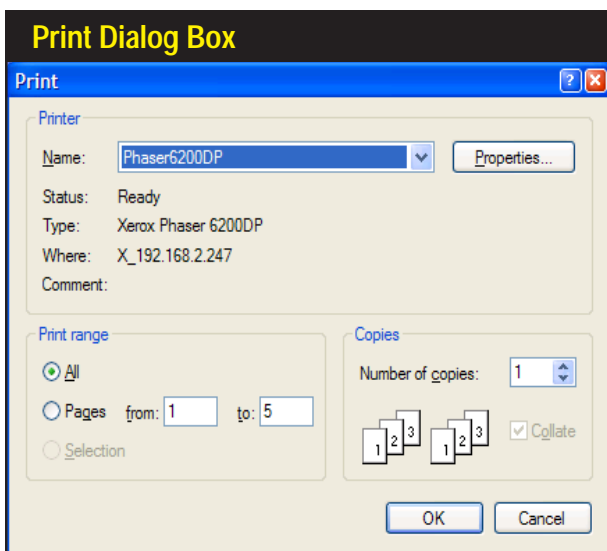 Print Dialog Box
Print
Printer
Name: Phaser6200DP Properties...
Status: Ready
Type: Xerox Phaser 6200DP
Where: X_192.168.2.247
Comment:
Print range
All
Pages from: 1 to: 5
Selection
Copies
Number of copies: 1
1 2 3 1 2 3
Collate
OK Cancel